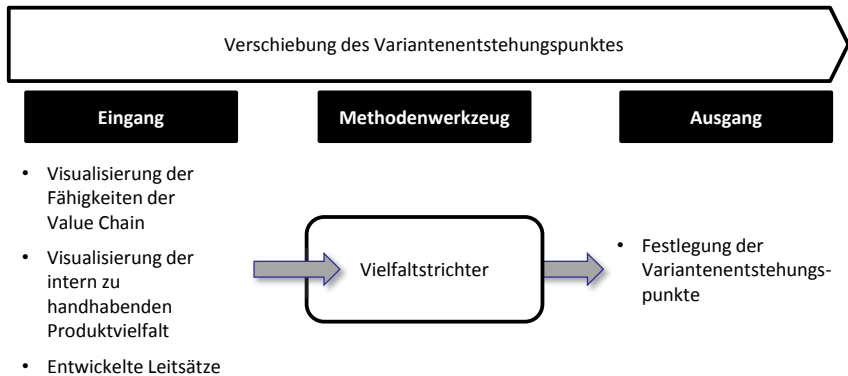 Verschiebung des Variantenentstehungspunktes
Eingang
Methodenwerkzeug
Ausgang
• Visualisierung der
Fähigkeiten der
Value Chain
• Visualisierung der
intern zu
handhabenden
Produktvielfalt
• Entwickelte Leitsätze
Vielfaltstrichter
• Festlegung der
Variantenentstehungs-
punkte